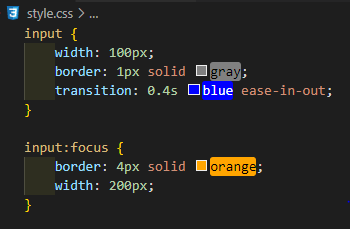 style.css > ...
input {
    width: 100px;
    border: 1px solid gray;
    transition: 0.4s blue ease-in-out;
}

input:focus {
    border: 4px solid orange;
    width: 200px;
}